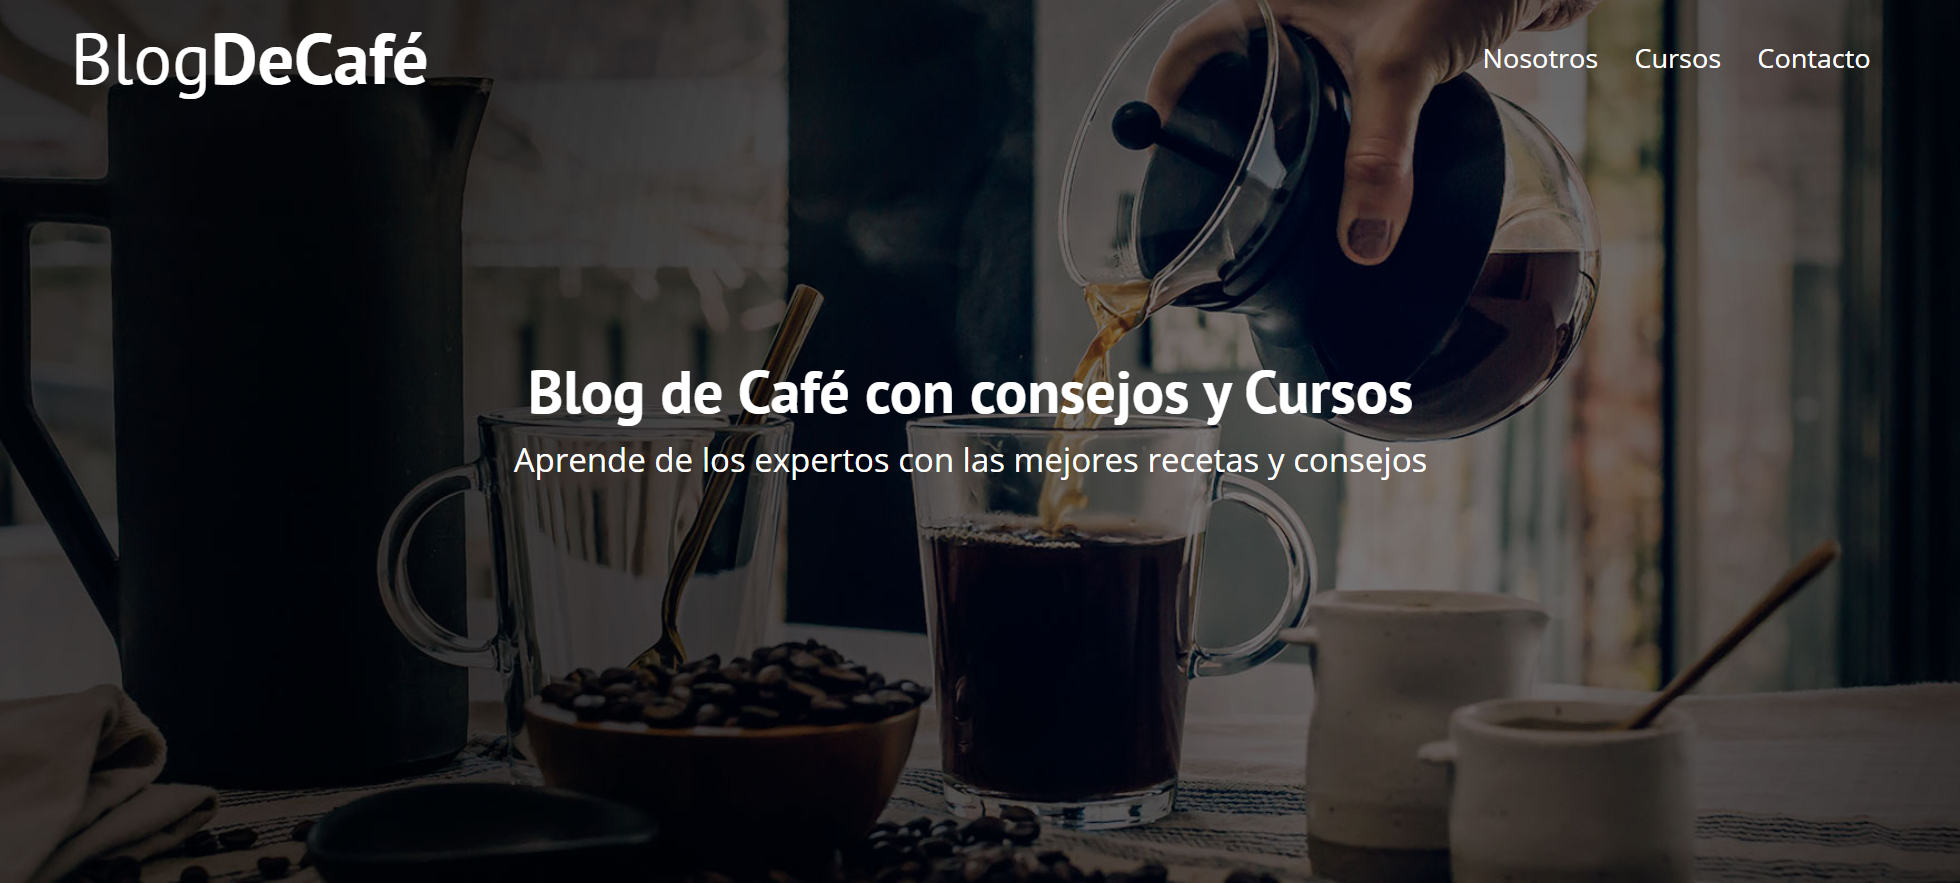 BlogDeCafé
Nosotros Cursos Contacto
Blog de Café con consejos y Cursos
Aprende de los expertos con las mejores recetas y consejos